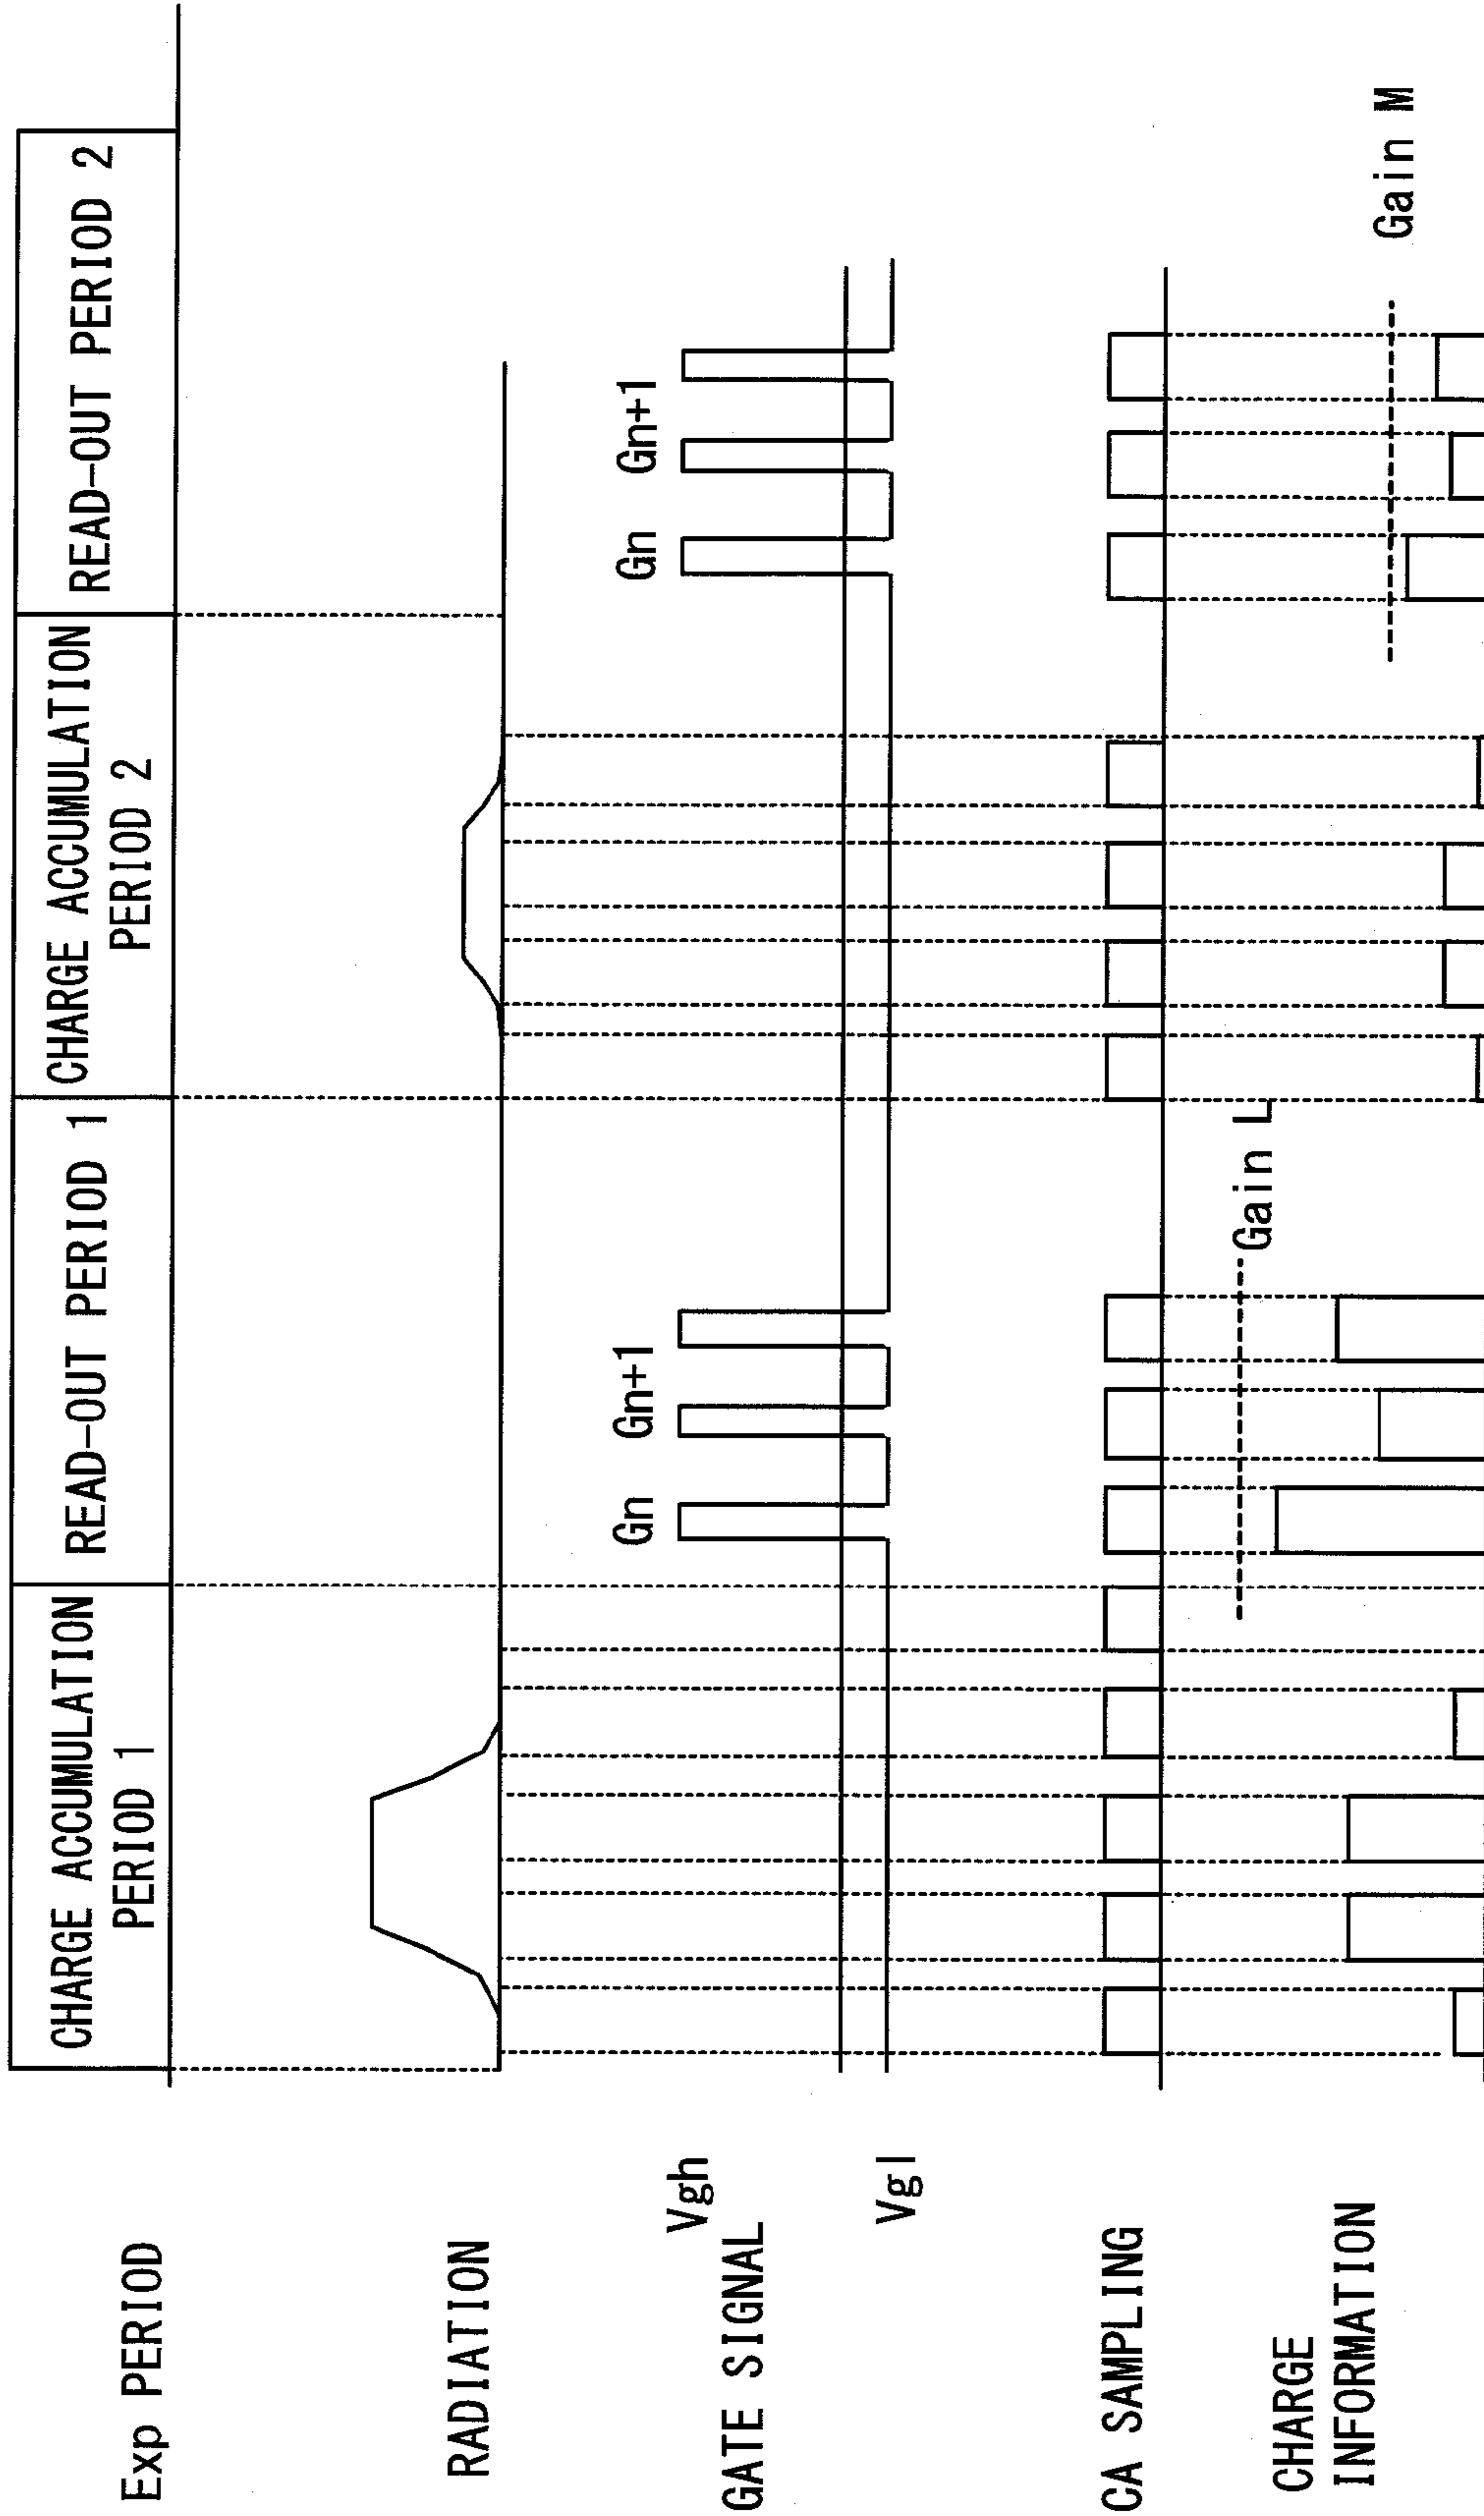 Exp PERIOD
CHARGE ACCUMULATION
PERIOD 1
READ-OUT PERIOD 1
CHARGE ACCUMULATION
PERIOD 2
READ-OUT PERIOD 2
RADIATION
Vgh
GATE SIGNAL
Vgl
Gn Gn+1
Gn Gn+1
CA SAMPLING
CHARGE
INFORMATION
Gain L
Gain M